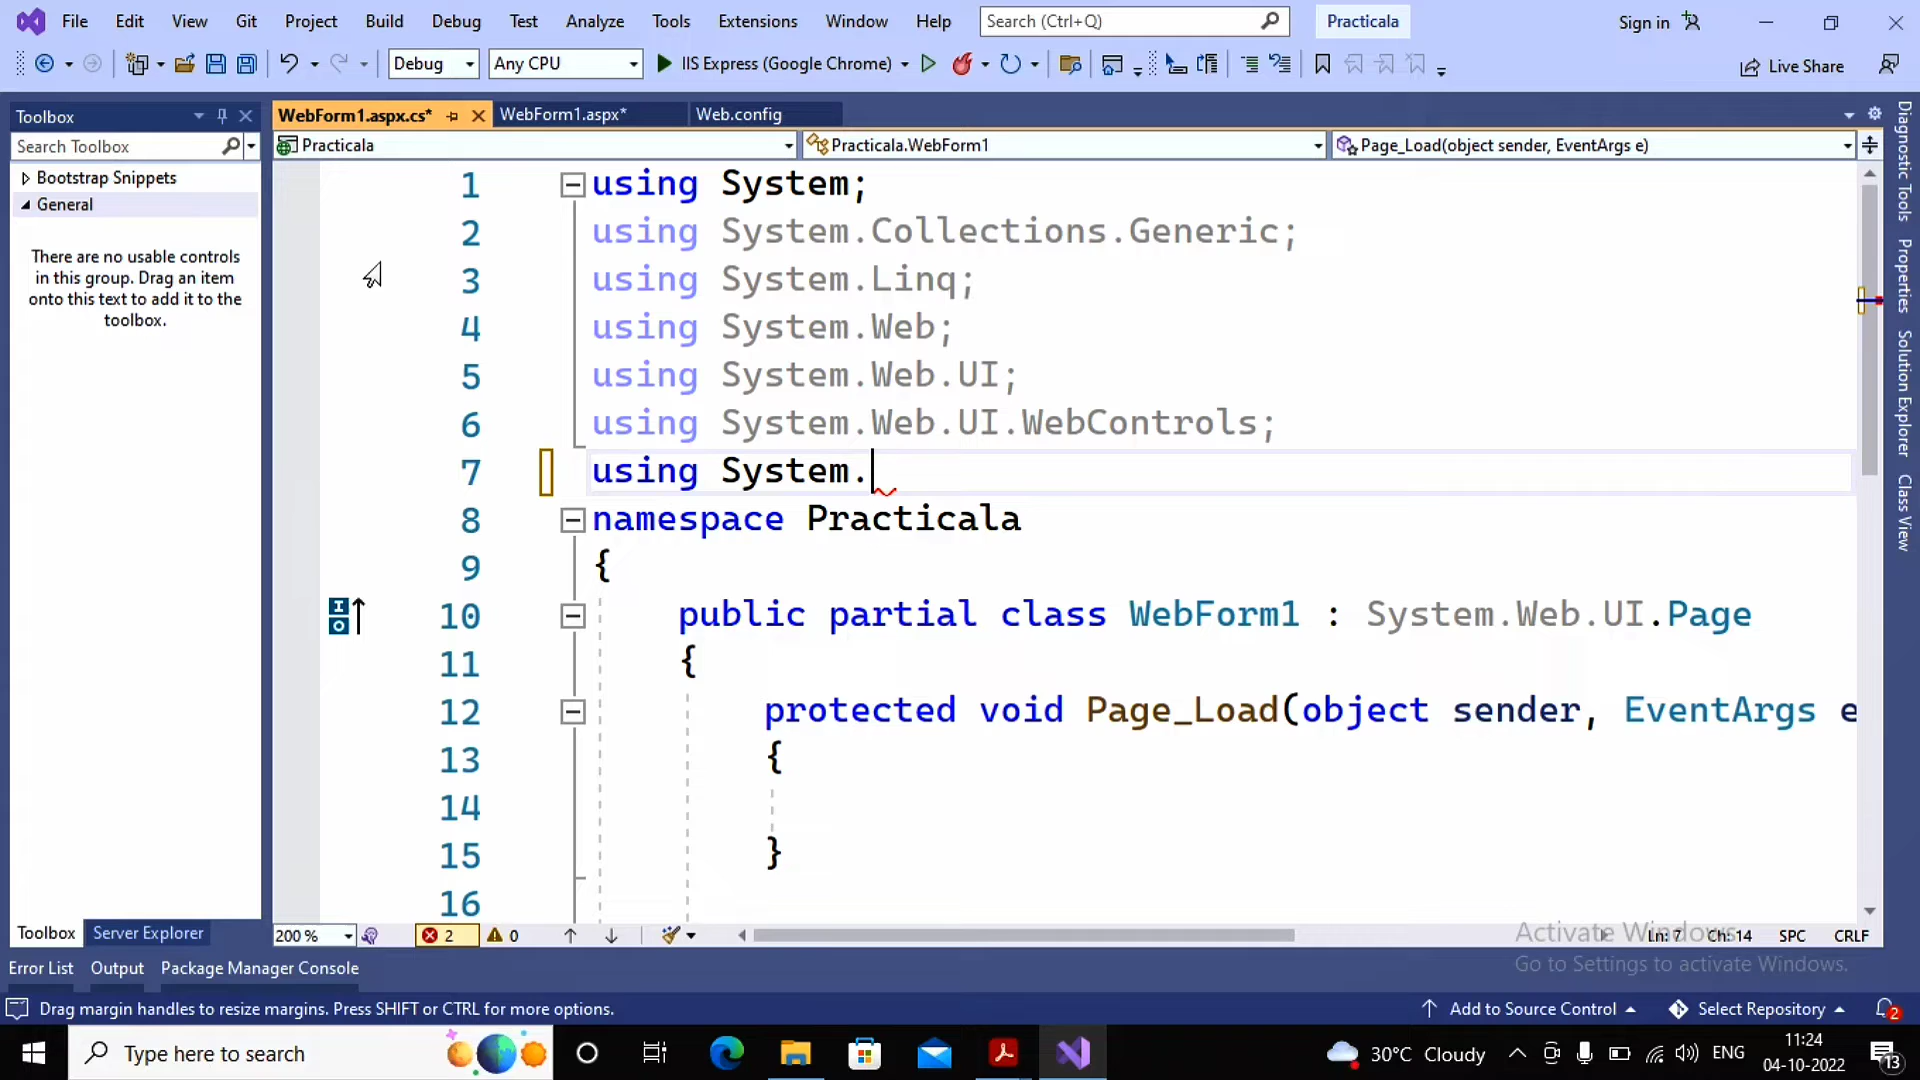 File Edit View Git Project Build Debug Test Analyze Tools Extensions Window Help Search (Ctrl+Q) Practicala Sign in
Debug Any CPU IIS Express (Google Chrome) Live Share
Toolbox
Search Toolbox
Bootstrap Snippets
General
There are no usable controls
in this group. Drag an item
onto this text to add it to the
toolbox.
Toolbox Server Explorer
WebForm1.aspx.cs* WebForm1.aspx* Web.config
Practicala Practicala.WebForm1 Page_Load(object sender, EventArgs e)
1 using System;
2 using System.Collections.Generic;
3 using System.Linq;
4 using System.Web;
5 using System.Web.UI;
6 using System.Web.UI.WebControls;
7 using System.
8 namespace Practicala
9 {
10 public partial class WebForm1 : System.Web.UI.Page
11 {
12 protected void Page_Load(object sender, EventArgs e
13 {
14
15 }
16
200 % 2 0 Ln: 7 Ch: 14 SPC CRLF
Activate Windows
Go to Settings to activate Windows.
Diagnostic Tools
Properties
Solution Explorer
Class View
Error List Output Package Manager Console
Drag margin handles to resize margins. Press SHIFT or CTRL for more options. Add to Source Control Select Repository 2
Type here to search 30°C Cloudy ENG 11:24
04-10-2022 13